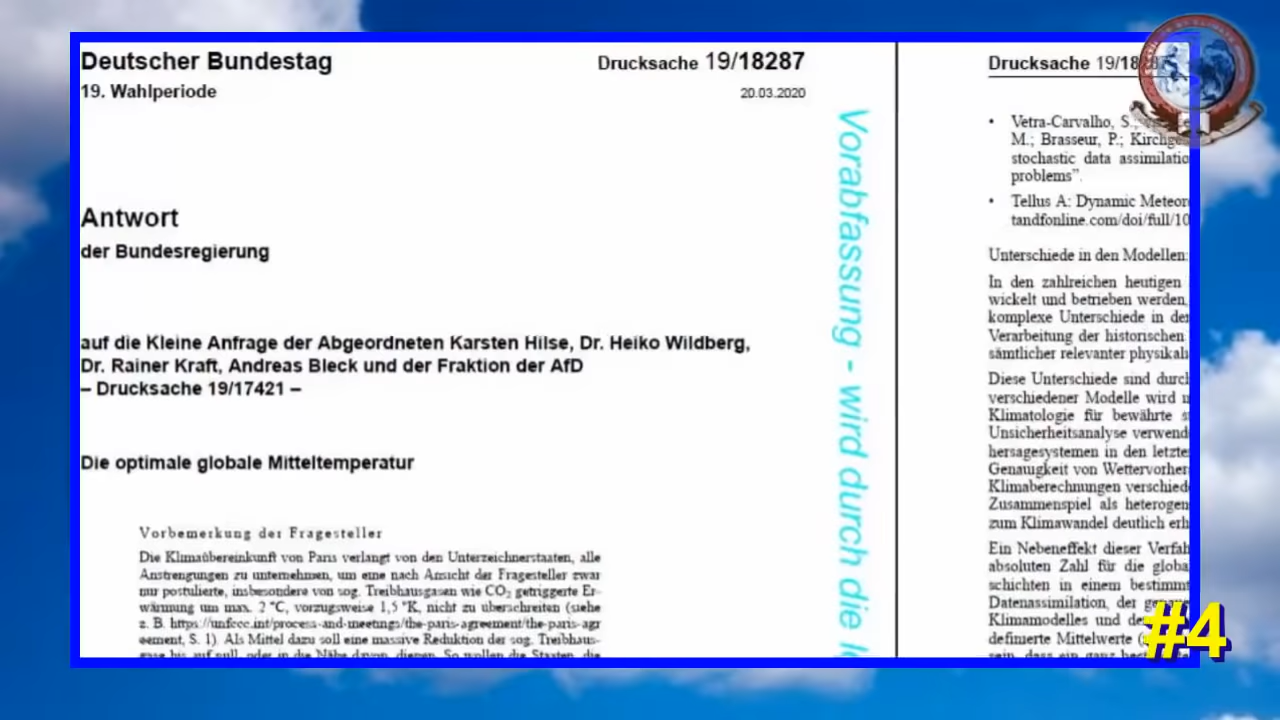 Deutscher Bundestag
Drucksache 19/18287
19. Wahlperiode
20.03.2020
Antwort
der Bundesregierung
auf die Kleine Anfrage der Abgeordneten Karsten Hilse, Dr. Heiko Wildberg,
Dr. Rainer Kraft, Andreas Bleck und der Fraktion der AfD
– Drucksache 19/17421 –
Die optimale globale Mitteltemperatur
Vorbemerkung der Fragesteller
Die Klimaübereinkunft von Paris verlangt von den Unterzeichnerstaaten, alle
Anstrengungen zu unternehmen, um eine nach Ansicht der Fragesteller zwar
nur postulierte, insbesondere von sog. Treibhausgasen wie CO₂ getriggerte Er-
wärmung um max. 2 °C, vorzugsweise 1,5 °K, nicht zu überschreiten (siehe
z. B. https://unfccc.int/process-and-meetings/the-paris-agreement/the-paris-agr
eement, S. 1). Als Mittel dazu soll eine massive Reduktion der sog. Treibhaus-
gase bis auf null, oder in die Nähe davon, dienen. So wollen die Staaten, die
Vorabfassung - wird durch die
Drucksache 19/18
• Vetra-Carvalho, S.;
M.; Brasseur, P.;
stochastic data assimilatio
problems”.
• Tellus A: Dynamic Meteor
tandfonline.com/doi/full/10
Unterschiede in den Modellen:
In den zahlreichen heutigen
wickelt und betrieben werden,
komplexe Unterschiede in der
Verarbeitung der historischen
sämtlicher relevanter physikali
Diese Unterschiede sind durch
verschiedener Modelle wird
Klimatologie für bewährte
Unsicherheitsanalyse verwend
hersagesystemen in den letzte
Genauigkeit von Wettervorher
Klimaberechnungen verschied
Zusammenspiel als heterogen
zum Klimawandel deutlich erh
Ein Nebeneffekt dieser Verfah
absoluten Zahl für die globa
schichten in einem bestimmt
Datenassimilation, der
Klimamodelles und de
definierte Mittelwerte
sein, dass ein ganz
#4